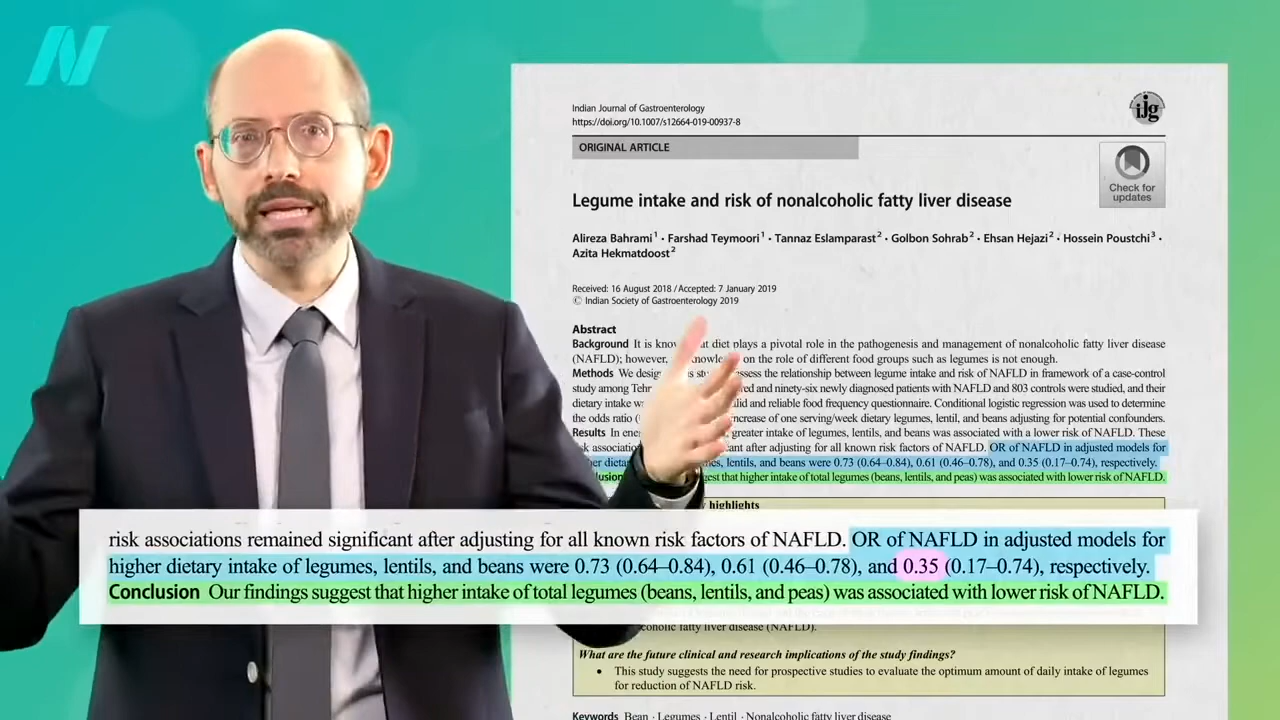 Indian Journal of Gastroenterology
https://doi.org/10.1007/s12664-019-00937-8
ijg
ORIGINAL ARTICLE
Check for
updates
Legume intake and risk of nonalcoholic fatty liver disease
Alireza Bahrami1 · Farshad Teymoori1 · Tannaz Eslamparast2 · Golbon Sohrab2 · Ehsan Hejazi2 · Hossein Poustchi3 ·
Azita Hekmatdoost2
Received: 16 August 2018 / Accepted: 7 January 2019
© Indian Society of Gastroenterology 2019
Abstract
Background It is know at diet plays a pivotal role in the pathogenesis and management of nonalcoholic fatty liver disease
(NAFLD); however, knowle on the role of different food groups such as legumes is not enough.
Methods We desig s stu ssess the relationship between legume intake and risk of NAFLD in framework of a case-control
study among Tehr red and ninety-six newly diagnosed patients with NAFLD and 803 controls were studied, and their
dietary intake w lid and reliable food frequency questionnaire. Conditional logistic regression was used to determine
the odds ratio ( ncrease of one serving/week dietary legumes, lentil, and beans adjusting for potential confounders.
Results In ene greater intake of legumes, lentils, and beans was associated with a lower risk of NAFLD. These
sk associatio cant after adjusting for all known risk factors of NAFLD. OR of NAFLD in adjusted models for
her dietar es, lentils, and beans were 0.73 (0.64–0.84), 0.61 (0.46–0.78), and 0.35 (0.17–0.74), respectively.
clusion gest that higher intake of total legumes (beans, lentils, and peas) was associated with lower risk of NAFLD.
y highlights
risk associations remained significant after adjusting for all known risk factors of NAFLD. OR of NAFLD in adjusted models for
higher dietary intake of legumes, lentils, and beans were 0.73 (0.64–0.84), 0.61 (0.46–0.78), and 0.35 (0.17–0.74), respectively.
Conclusion Our findings suggest that higher intake of total legumes (beans, lentils, and peas) was associated with lower risk of NAFLD.
coholic fatty liver disease (NAFLD).
What are the future clinical and research implications of the study findings?
• This study suggests the need for prospective studies to evaluate the optimum amount of daily intake of legumes
for reduction of NAFLD risk.
Keywords Bean · Legumes · Lentil · Nonalcoholic fatty liver disease